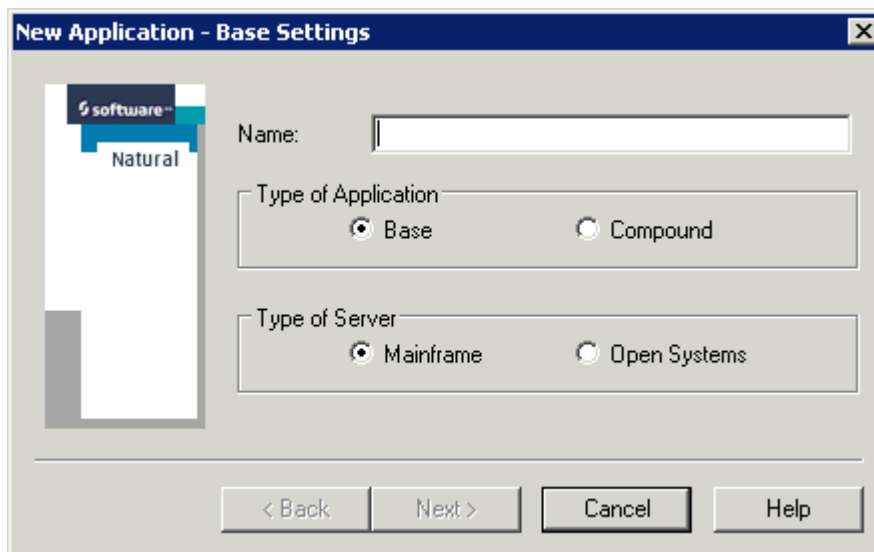 New Application - Base Settings
software
Natural
Name:
Type of Application
Base Compound
Type of Server
Mainframe Open Systems
< Back Next > Cancel Help